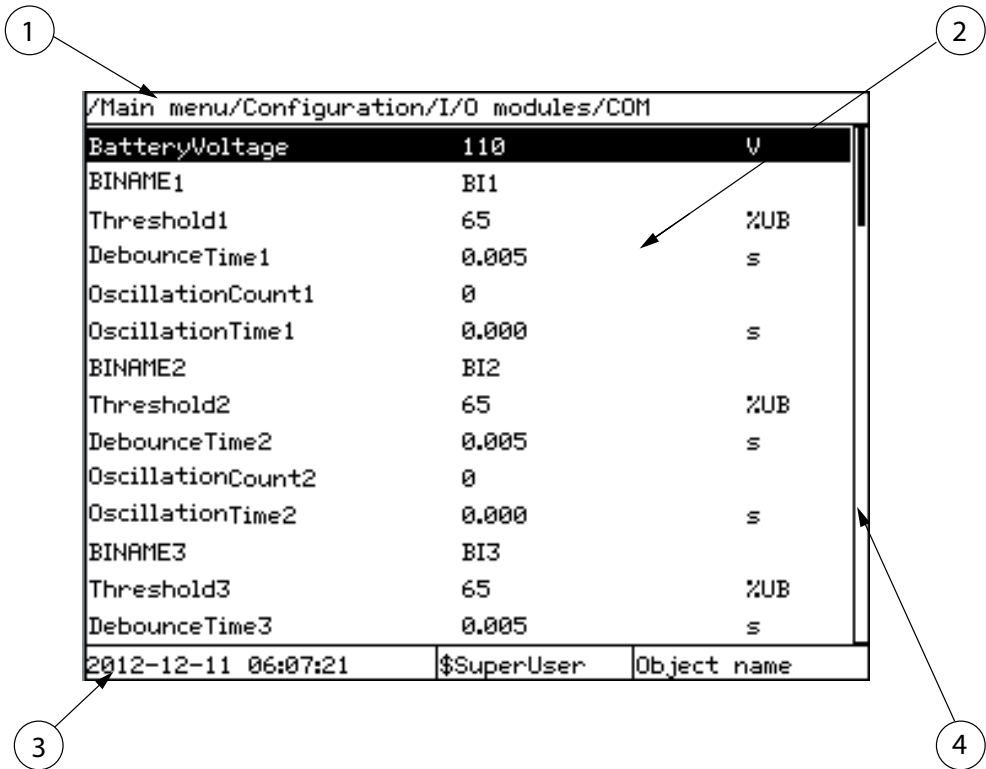 1
2
/Main menu/Configuration/I/O modules/COM
BatteryVoltage 110 V
BINAME1 BI1
Threshold1 65 %UB
DebounceTime1 0.005 s
OscillationCount1 0
OscillationTime1 0.000 s
BINAME2 BI2
Threshold2 65 %UB
DebounceTime2 0.005 s
OscillationCount2 0
OscillationTime2 0.000 s
BINAME3 BI3
Threshold3 65 %UB
DebounceTime3 0.005 s
2012-12-11 06:07:21 $SuperUser Object name
3
4